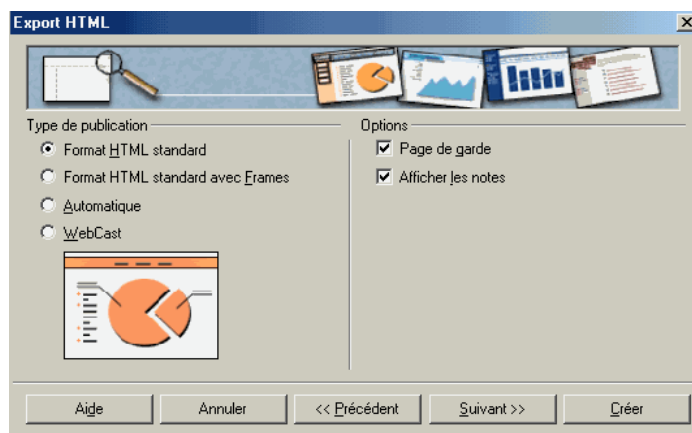 Export HTML
Type de publication
Format HTML standard
Format HTML standard avec Frames
Automatique
WebCast
Options
Page de garde
Afficher les notes
Aide
Annuler
<< Précédent
Suivant >>
Créer